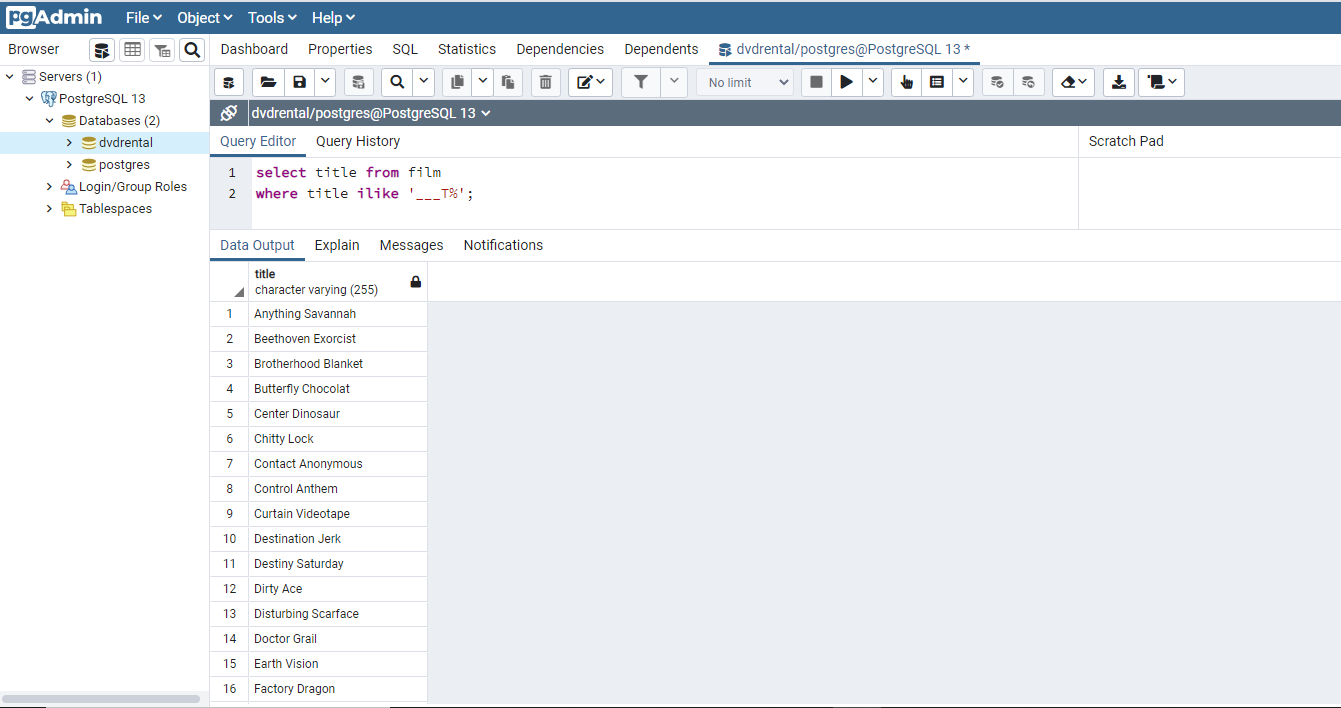 pgAdmin File Object Tools Help
Browser
Dashboard Properties SQL Statistics Dependencies Dependents dvdrental/postgres@PostgreSQL 13 *
Servers (1)
PostgreSQL 13
Databases (2)
dvdrental
postgres
Login/Group Roles
Tablespaces
No limit
dvdrental/postgres@PostgreSQL 13
Query Editor Query History
Scratch Pad
1 select title from film
2 where title ilike '___T%';
Data Output Explain Messages Notifications
title
character varying (255)
1 Anything Savannah
2 Beethoven Exorcist
3 Brotherhood Blanket
4 Butterfly Chocolat
5 Center Dinosaur
6 Chitty Lock
7 Contact Anonymous
8 Control Anthem
9 Curtain Videotape
10 Destination Jerk
11 Destiny Saturday
12 Dirty Ace
13 Disturbing Scarface
14 Doctor Grail
15 Earth Vision
16 Factory Dragon